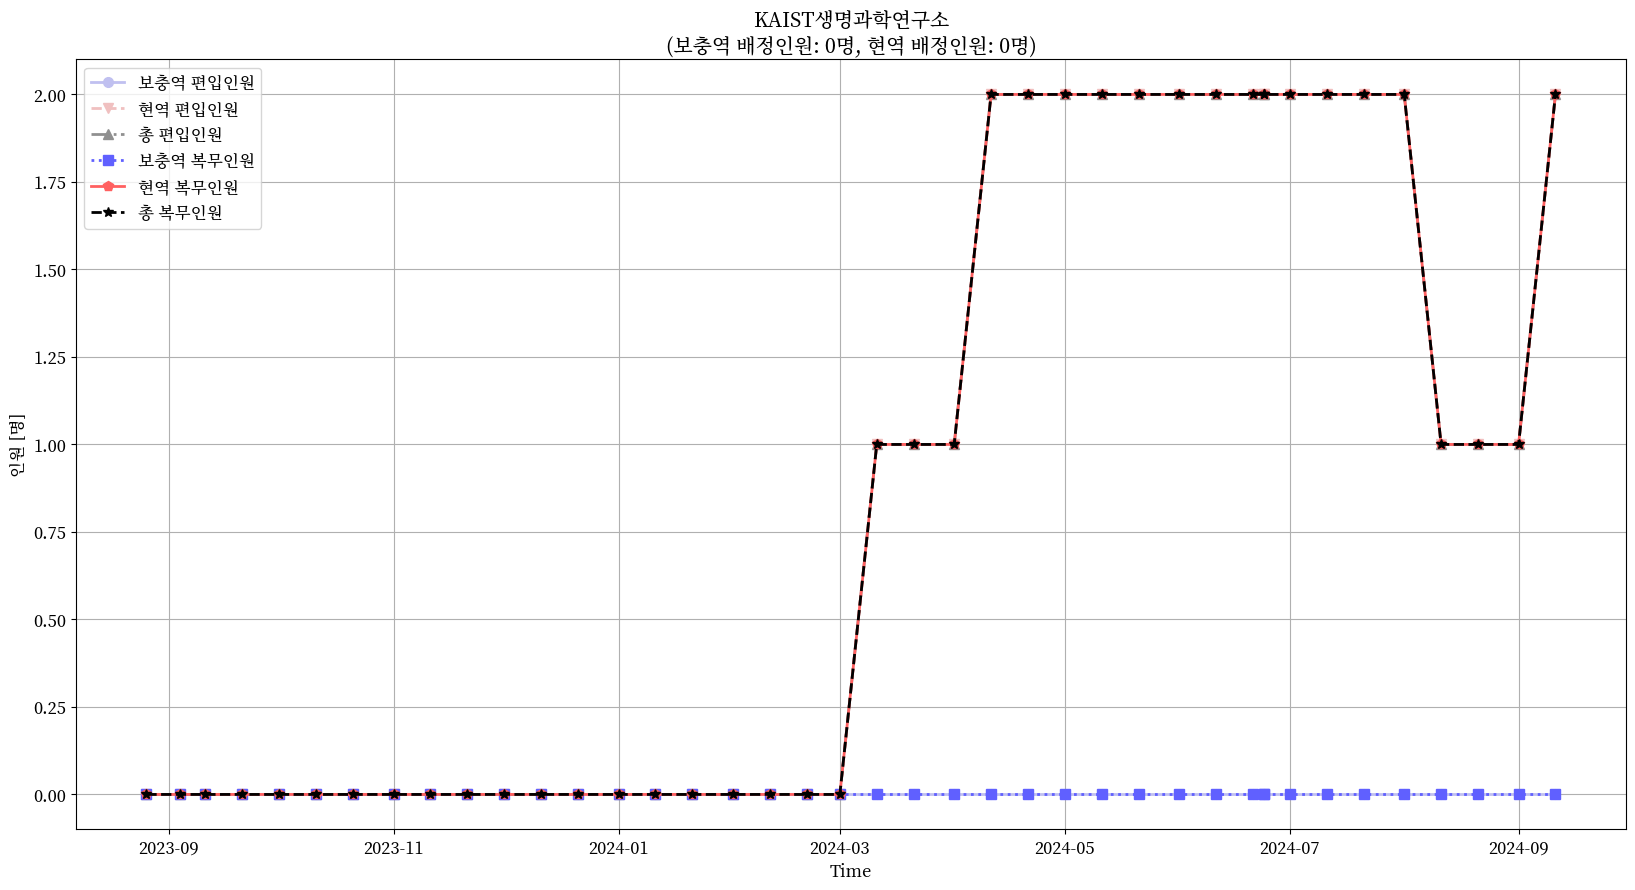 KAIST생명과학연구소
(보충역 배정인원: 0명, 현역 배정인원: 0명)
보충역 편입인원
현역 편입인원
총 편입인원
보충역 복무인원
현역 복무인원
총 복무인원
2.00
1.75
1.50
1.25
1.00
0.75
0.50
0.25
0.00
인원 [명]
2023-09
2023-11
2024-01
2024-03
2024-05
2024-07
2024-09
Time